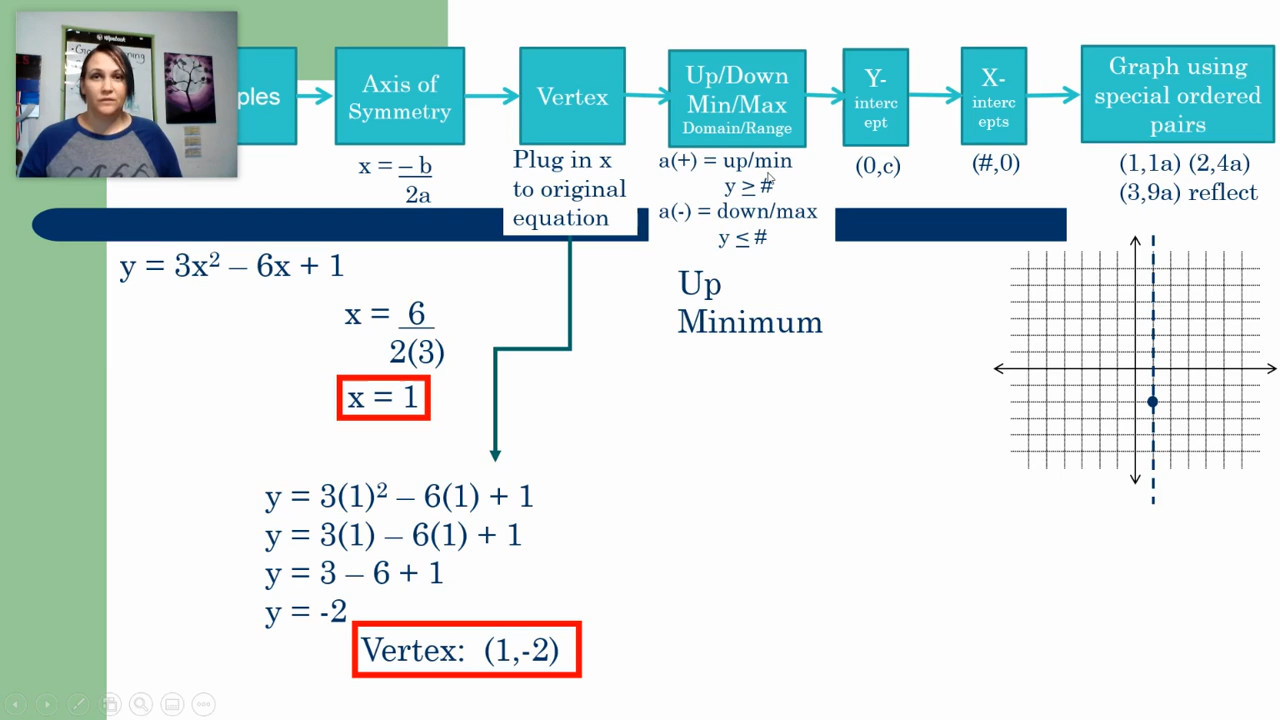 ples
Axis of
Symmetry
Vertex
Up/Down
Min/Max
Domain/Range
Y-
interc
ept
X-
interc
epts
Graph using
special ordered
pairs
x = – b
2a
Plug in x
to original
equation
a(+) = up/min
y ≥ #
a(-) = down/max
y ≤ #
(0,c)
(#,0)
(1,1a) (2,4a)
(3,9a) reflect
y = 3x² – 6x + 1
x = 6
2(3)
x = 1
Up
Minimum
y = 3(1)² – 6(1) + 1
y = 3(1) – 6(1) + 1
y = 3 – 6 + 1
y = -2
Vertex: (1,-2)